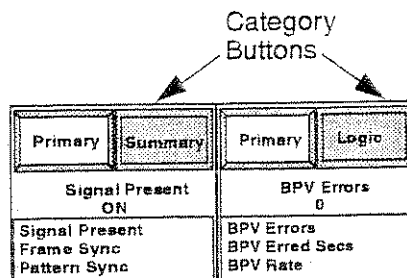 Category
Buttons
Primary Summary Primary Logic
Signal Present BPV Errors
ON 0
Signal Present BPV Errors
Frame Sync BPV Erred Secs
Pattern Sync BPV Rate